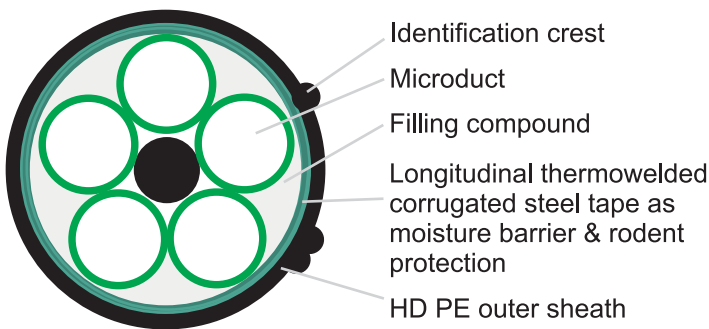 Identification crest
Microduct
Filling compound
Longitudinal thermowelded
corrugated steel tape as
moisture barrier & rodent
protection
HD PE outer sheath